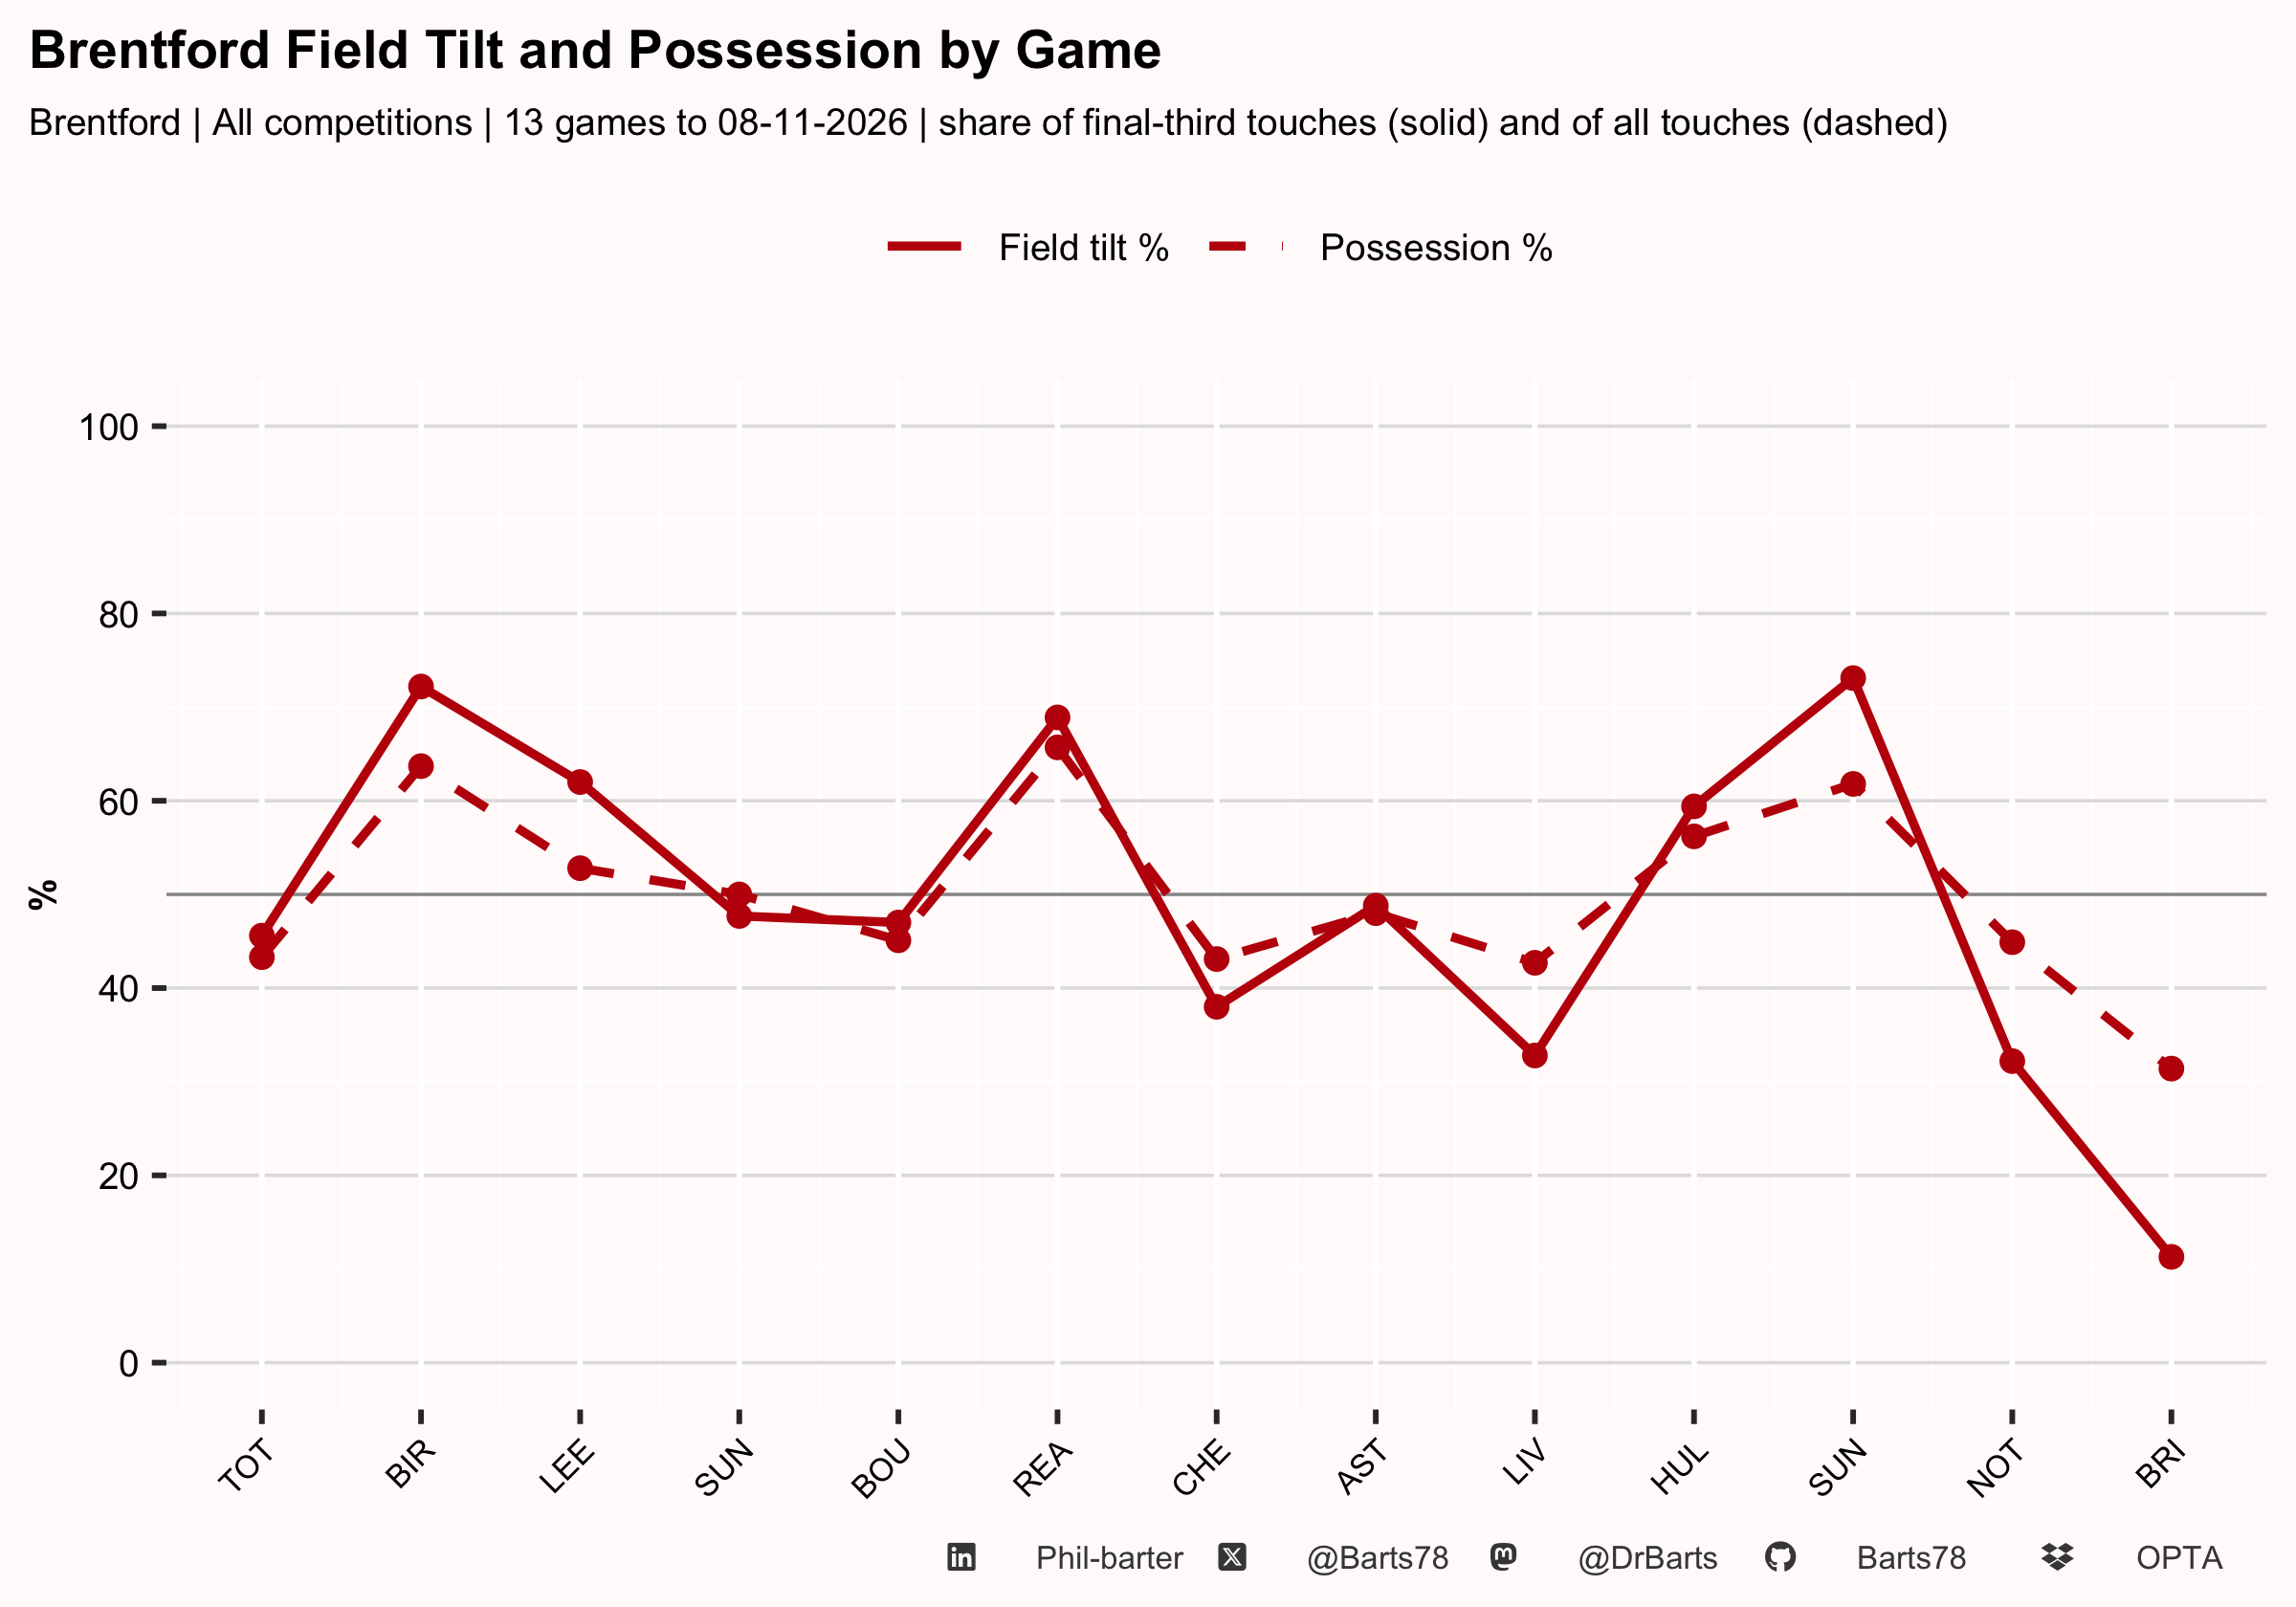 Brentford Field Tilt and Possession by Game
Brentford | All competitions | 13 games to 08-11-2026 | share of final-third touches (solid) and of all touches (dashed)
Field tilt % Possession %
100
80
60
40
20
0
%
TOT BIR LEE SUN BOU REA CHE AST LIV HUL SUN NOT BRI
Phil-barter @Barts78 @DrBarts Barts78 OPTA